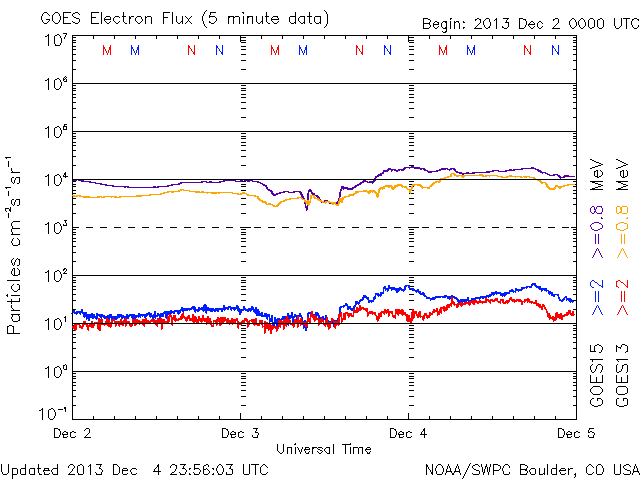 GOES Electron Flux (5 minute data)
Begin: 2013 Dec 2 0000 UTC
10⁷
M M N N M M N N M M N N
10⁶
10⁵
10⁴
10³
10²
10¹
10⁰
10⁻¹
Particles cm⁻²s⁻¹sr⁻¹
Dec 2 Dec 3 Dec 4 Dec 5
Universal Time
GOES15 >=2 >=0.8 MeV
GOES13 >=2 >=0.8 MeV
Updated 2013 Dec 4 23:56:03 UTC
NOAA/SWPC Boulder, CO USA